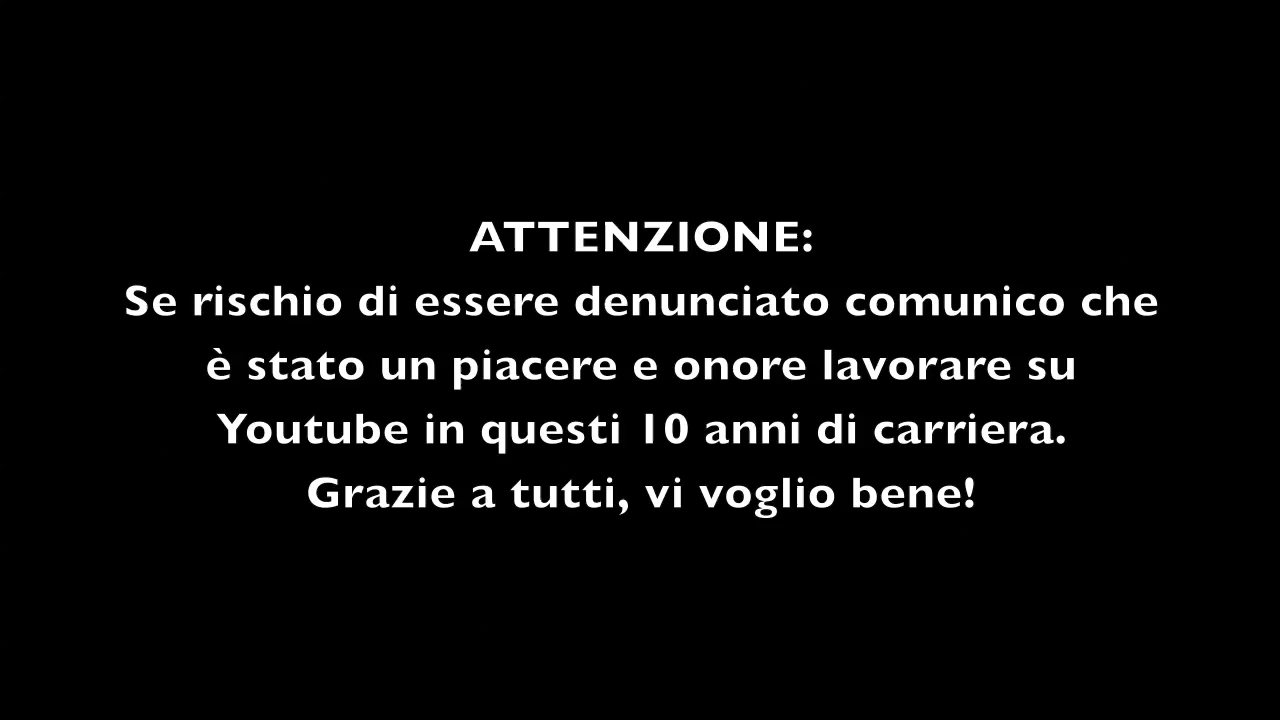 ATTENZIONE:
Se rischio di essere denunciato comunico che
è stato un piacere e onore lavorare su
Youtube in questi 10 anni di carriera.
Grazie a tutti, vi voglio bene!